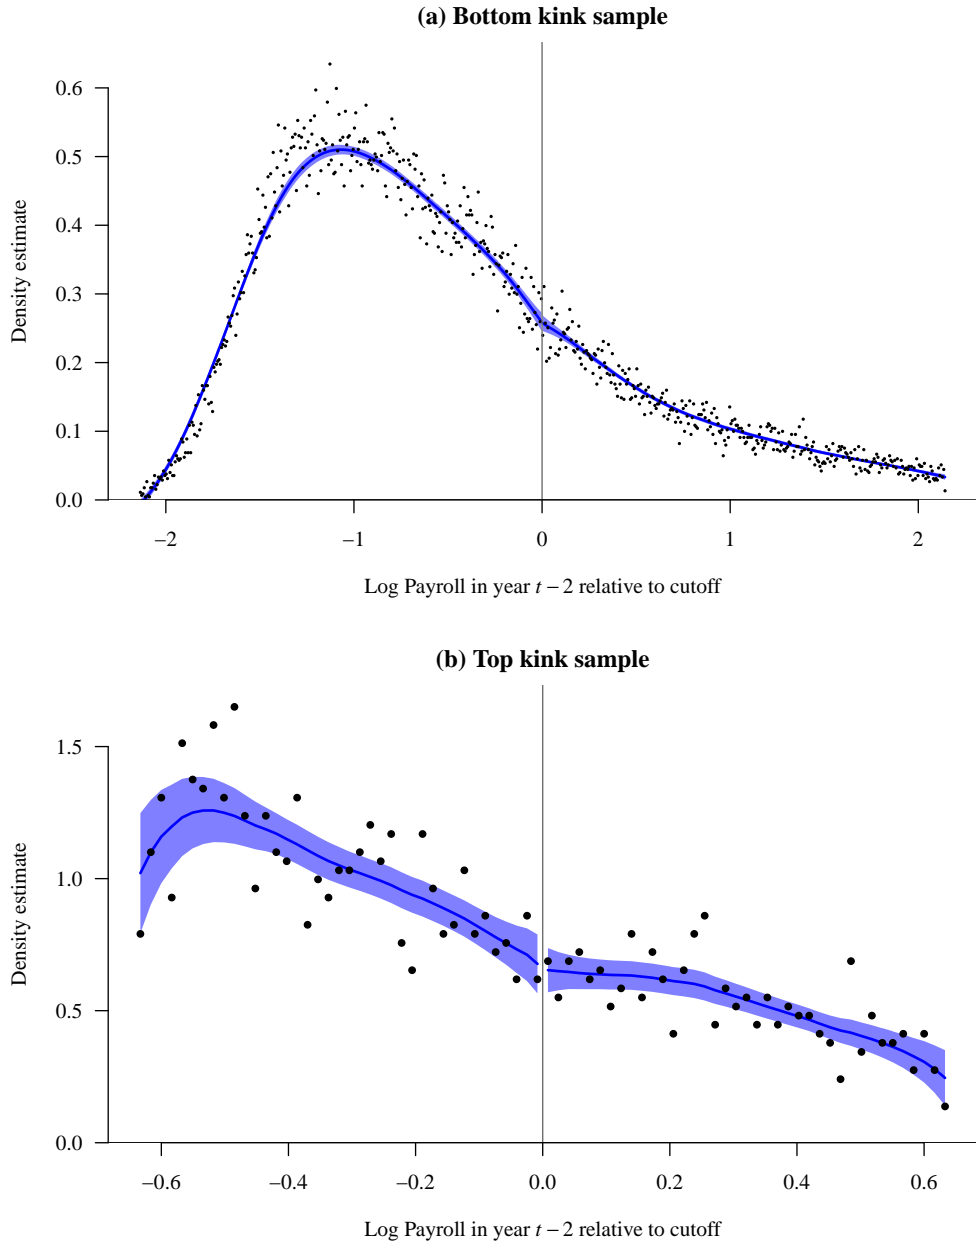 (a) Bottom kink sample
0.6
0.5
0.4
0.3
0.2
0.1
0.0
Density estimate
−2 −1 0 1 2
Log Payroll in year t − 2 relative to cutoff
(b) Top kink sample
1.5
1.0
0.5
0.0
Density estimate
−0.6 −0.4 −0.2 0.0 0.2 0.4 0.6
Log Payroll in year t − 2 relative to cutoff